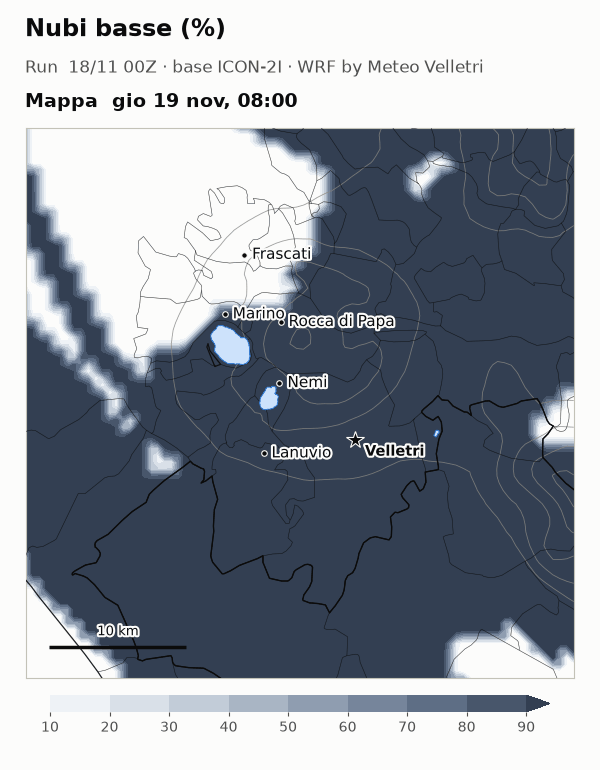 Nubi basse (%)
Run  18/11 00Z · base ICON-2I · WRF by Meteo Velletri
Mappa  gio 19 nov, 08:00
Frascati
Marino
Rocca di Papa
Nemi
Velletri
Lanuvio
10 km
10 20 30 40 50 60 70 80 90